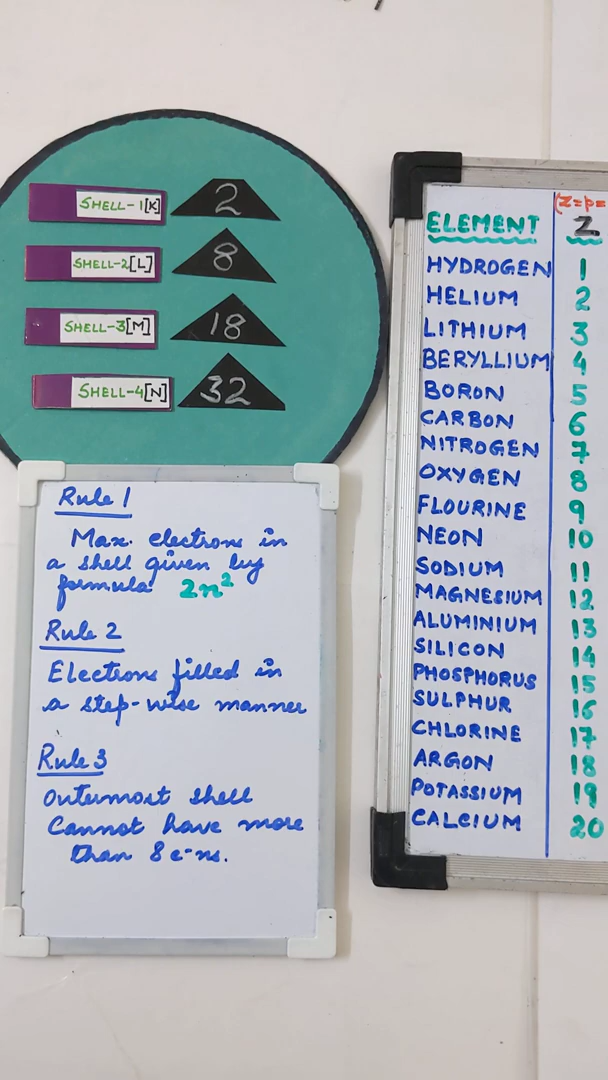 SHELL-1[K] 2
SHELL-2[L] 8
SHELL-3[M] 18
SHELL-4[N] 32
Rule 1
Max. electrons in
a shell given by
formula 2n²
Rule 2
Electrons filled in
a step-wise manner
Rule 3
Outermost shell
Cannot have more
than 8 e-ns.
(Z=p=
ELEMENT Z
HYDROGEN 1
HELIUM 2
LITHIUM 3
BERYLLIUM 4
BORON 5
CARBON 6
NITROGEN 7
OXYGEN 8
FLOURINE 9
NEON 10
SODIUM 11
MAGNESIUM 12
ALUMINIUM 13
SILICON 14
PHOSPHORUS 15
SULPHUR 16
CHLORINE 17
ARGON 18
POTASSIUM 19
CALCIUM 20